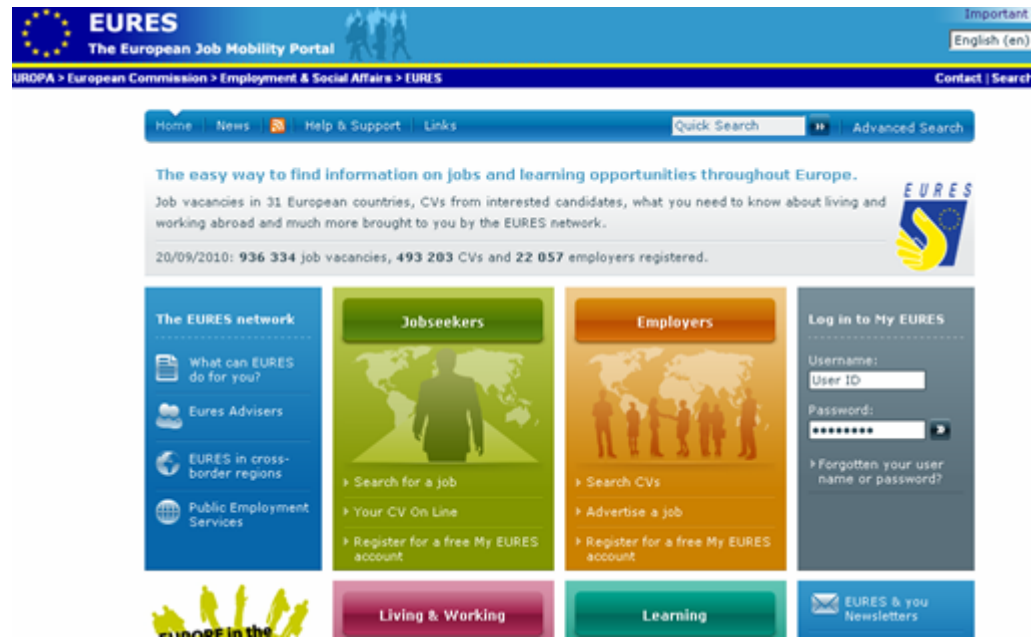 EURES
The European Job Mobility Portal
Important
English (en)
UROPA > European Commission > Employment & Social Affairs > EURES
Contact | Search
Home News Help & Support Links
Quick Search
Advanced Search
The easy way to find information on jobs and learning opportunities throughout Europe.
Job vacancies in 31 European countries, CVs from interested candidates, what you need to know about living and
working abroad and much more brought to you by the EURES network.
EURES
20/09/2010: 936 334 job vacancies, 493 203 CVs and 22 057 employers registered.
The EURES network
What can EURES
do for you?
Eures Advisers
EURES in cross-
border regions
Public Employment
Services
Jobseekers
Search for a job
Your CV On Line
Register for a free My EURES
account
Employers
Search CVs
Advertise a job
Register for a free My EURES
account
Log in to My EURES
Username:
User ID
Password:
Forgotten your user
name or password?
EUROPE in the
Living & Working
Learning
EURES & you
Newsletters